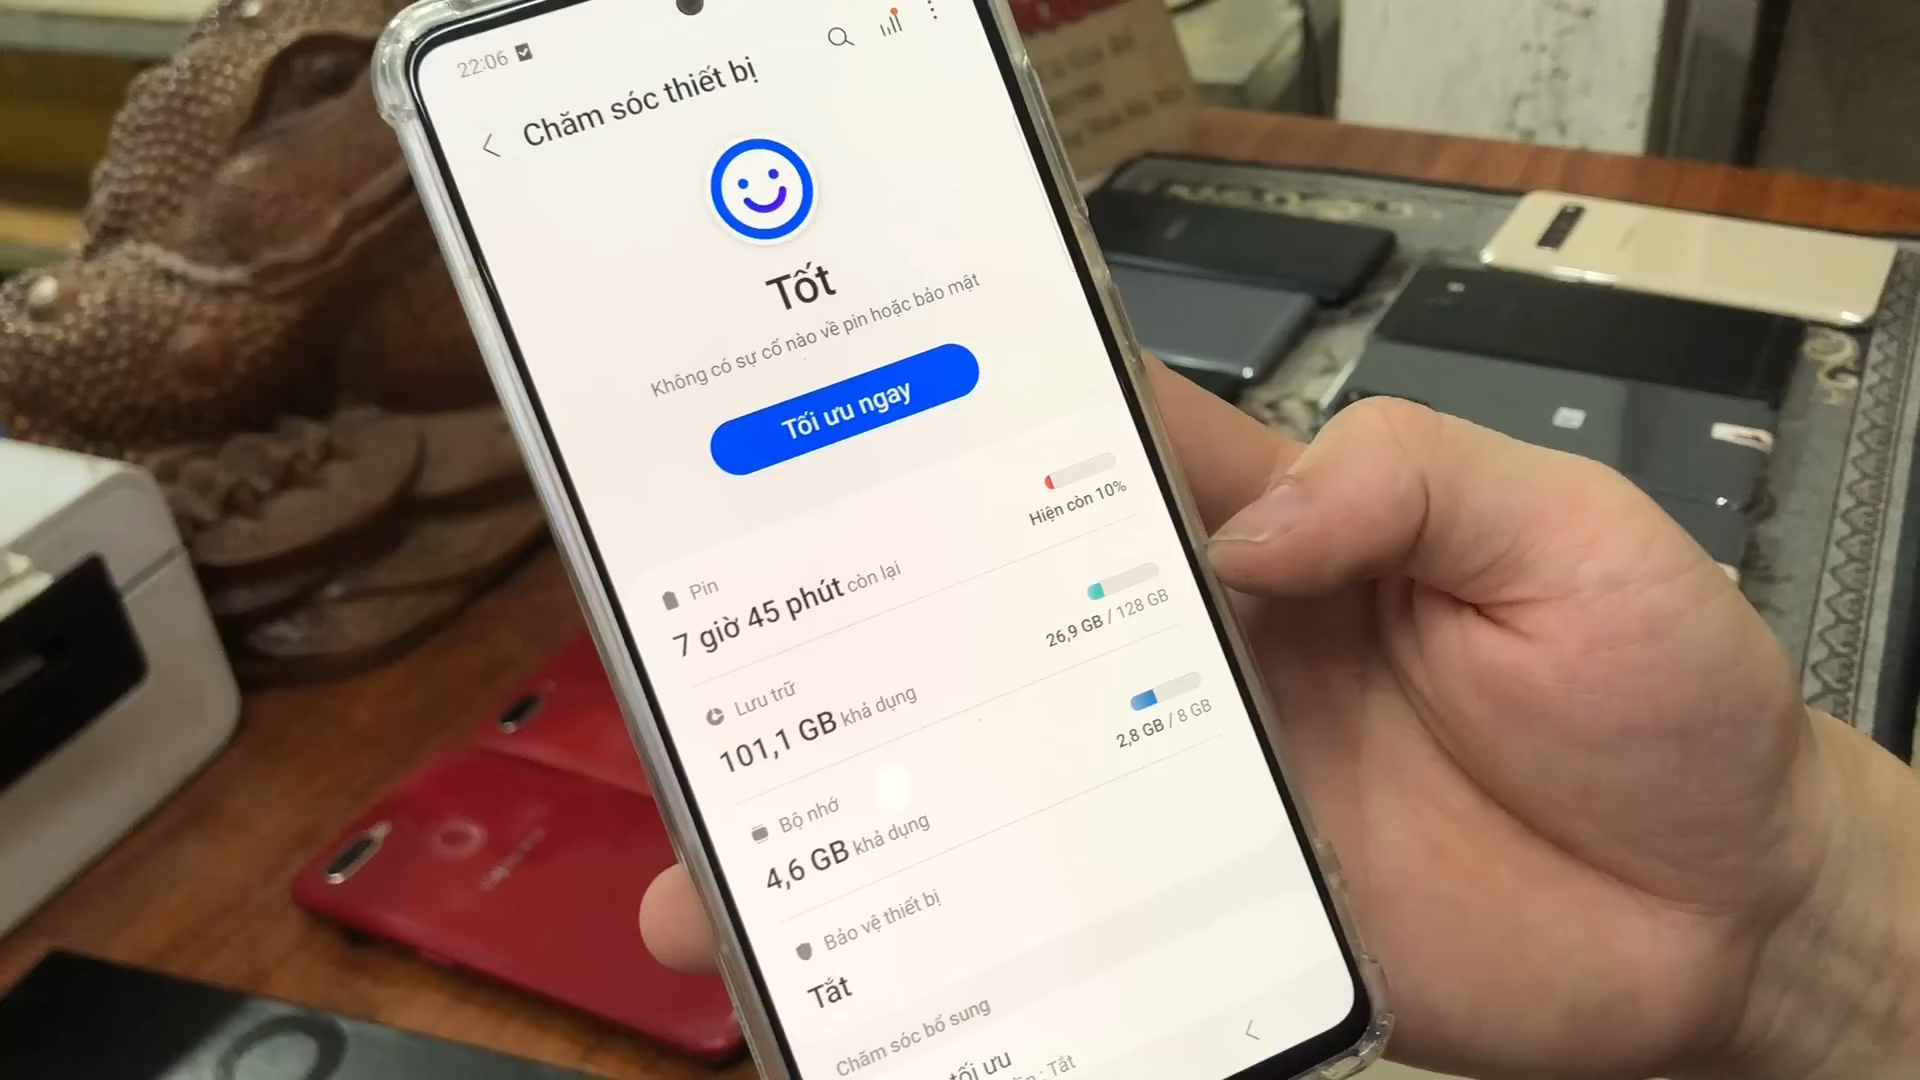 22:06
Chăm sóc thiết bị
Tốt
Không có sự cố nào về pin hoặc bảo mật
Tối ưu ngay
Pin
7 giờ 45 phút còn lại
Hiện còn 10%
Lưu trữ
101,1 GB khả dụng
26,9 GB / 128 GB
Bộ nhớ
4,6 GB khả dụng
2,8 GB / 8 GB
Bảo vệ thiết bị
Tắt
Chăm sóc bổ sung
tối ưu
: Tắt